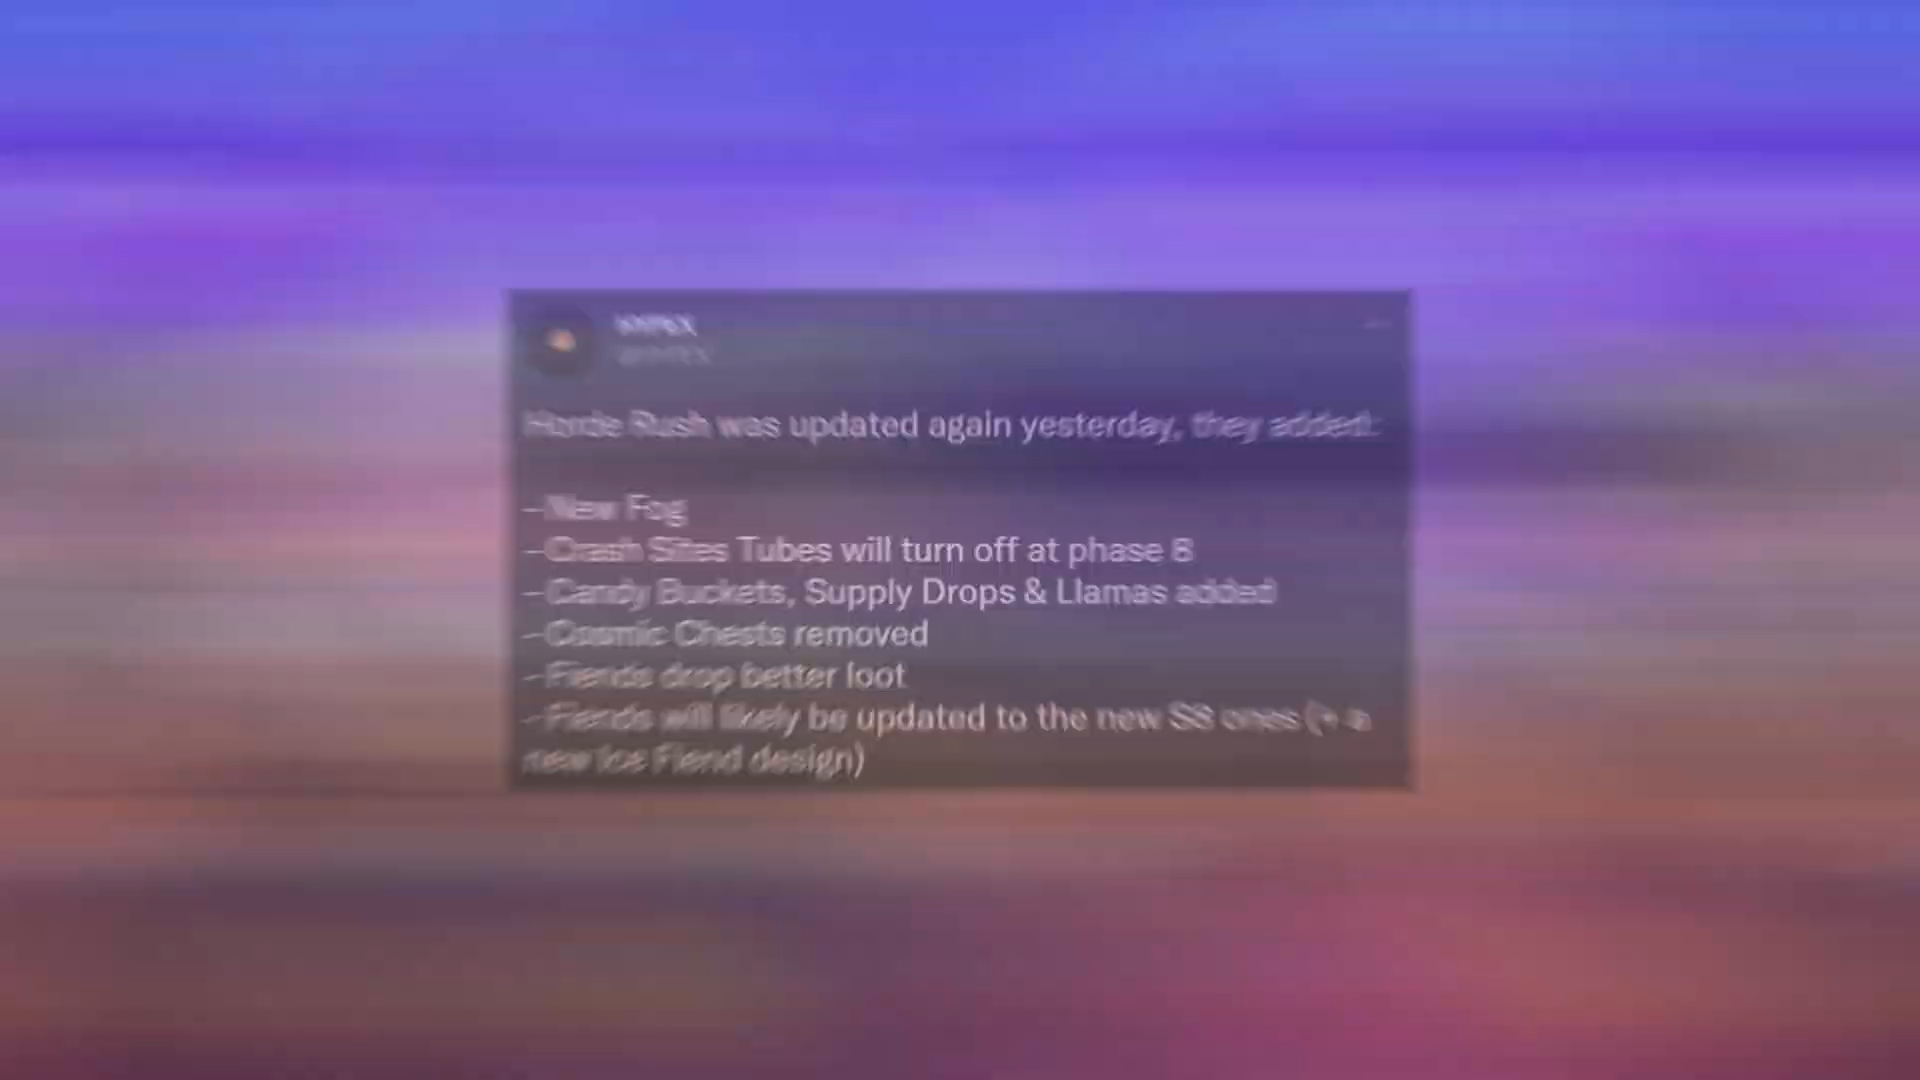 HYPEX
@HYPEX
Horde Rush was updated again yesterday, they added:
- New Fog
- Crash Sites Tubes will turn off at phase 8
- Candy Buckets, Supply Drops & Llamas added
- Cosmic Chests removed
- Fiends drop better loot
- Fiends will likely be updated to the new S8 ones (+ a
new Ice Fiend design)